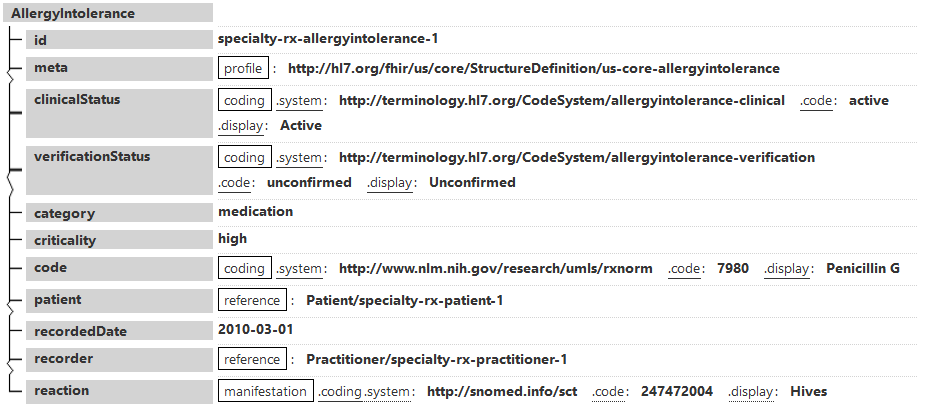 AllergyIntolerance
id specialty-rx-allergyintolerance-1
meta profile : http://hl7.org/fhir/us/core/StructureDefinition/us-core-allergyintolerance
clinicalStatus coding .system: http://terminology.hl7.org/CodeSystem/allergyintolerance-clinical .code: active
.display: Active
verificationStatus coding .system: http://terminology.hl7.org/CodeSystem/allergyintolerance-verification
.code: unconfirmed .display: Unconfirmed
category medication
criticality high
code coding .system: http://www.nlm.nih.gov/research/umls/rxnorm .code: 7980 .display: Penicillin G
patient reference : Patient/specialty-rx-patient-1
recordedDate 2010-03-01
recorder reference : Practitioner/specialty-rx-practitioner-1
reaction manifestation .coding.system: http://snomed.info/sct .code: 247472004 .display: Hives